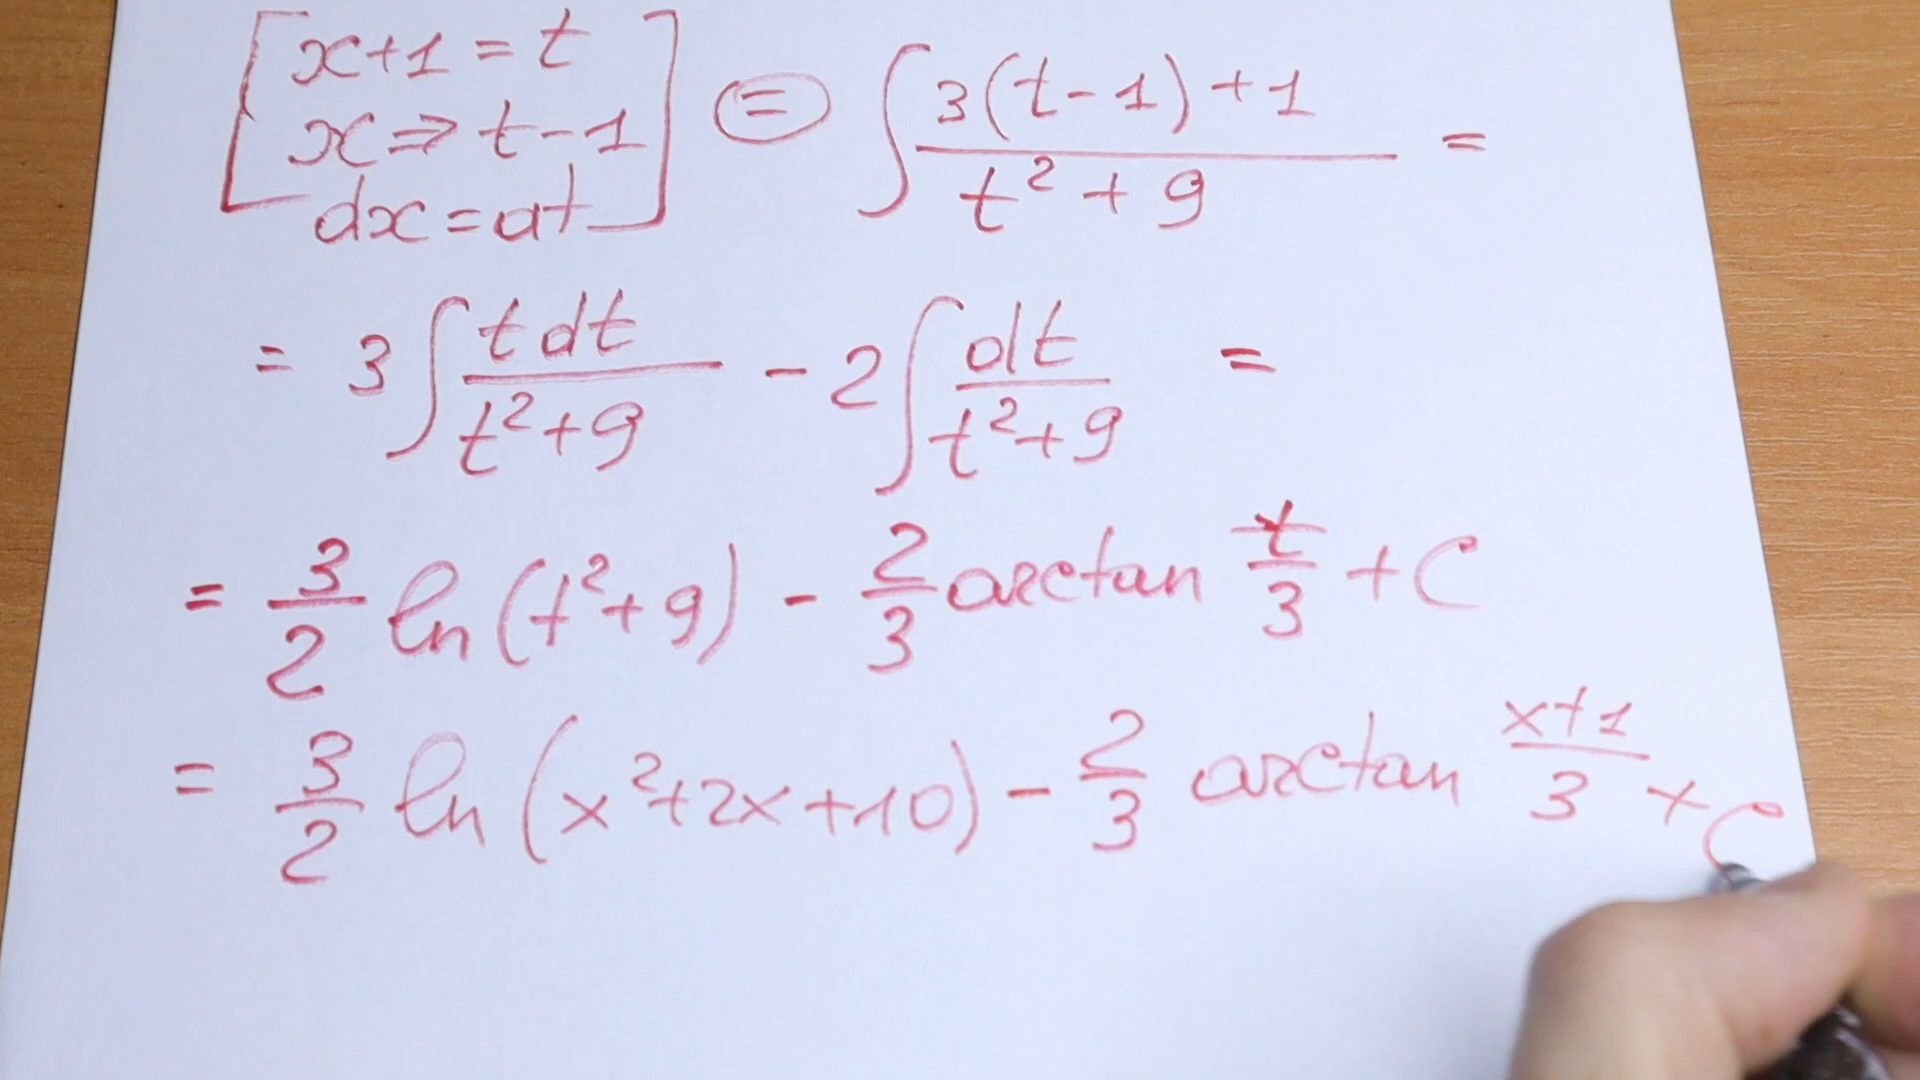 [x+1 = t
x ⇒ t-1
dx = dt] ⊜ ∫ 3(t-1)+1 / t²+9 =
= 3 ∫ t dt / t²+9 - 2 ∫ dt / t²+9 =
= 3/2 ln(t²+9) - 2/3 arctan t/3 + C
= 3/2 ln(x²+2x+10) - 2/3 arctan x+1/3 + C